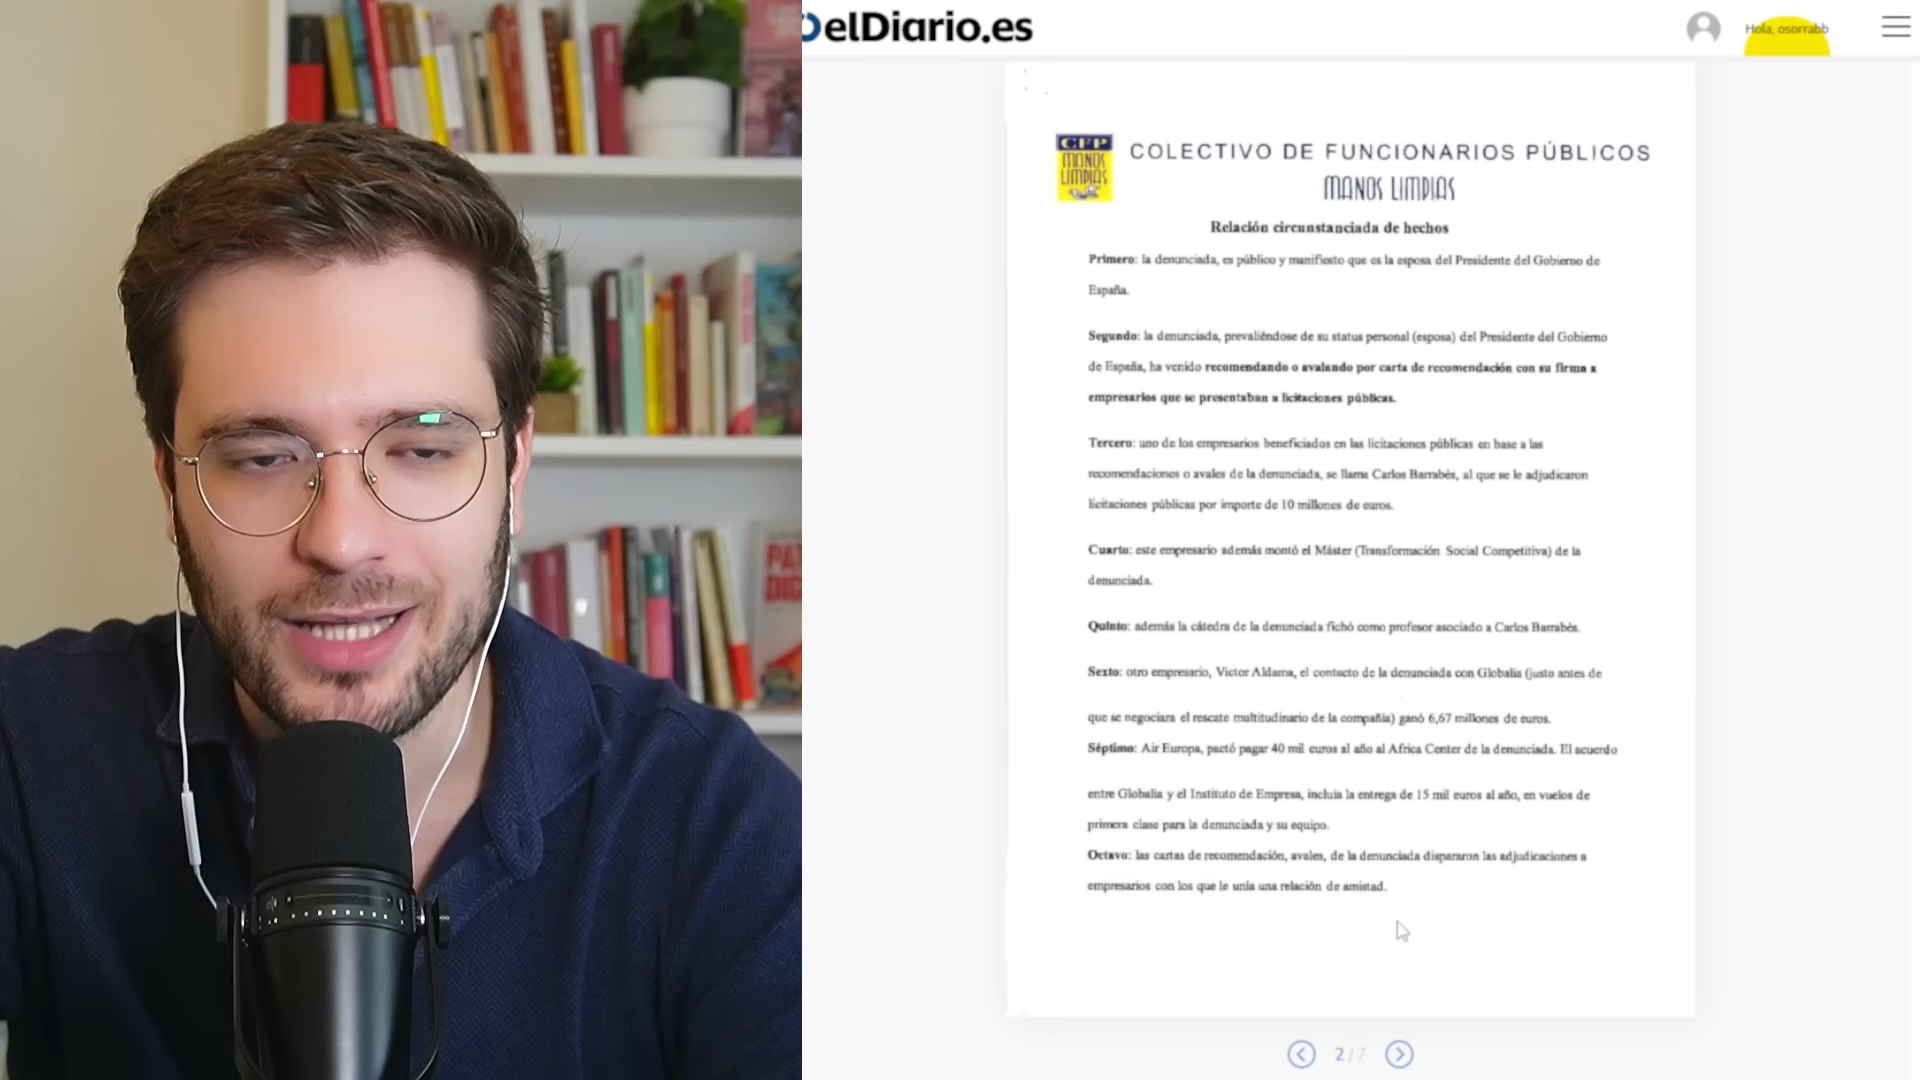 elDiario.es
Hola, osorrabb
CFP
MANOS
LIMPIAS
COLECTIVO DE FUNCIONARIOS PÚBLICOS
MANOS LIMPIAS
Relación circunstanciada de hechos
Primero: la denunciada, es público y manifiesto que es la esposa del Presidente del Gobierno de
España.
Segundo: la denunciada, prevaliéndose de su status personal (esposa) del Presidente del Gobierno
de España, ha venido recomendando o avalando por carta de recomendación con su firma a
empresarios que se presentaban a licitaciones públicas.
Tercero: uno de los empresarios beneficiados en las licitaciones públicas en base a las
recomendaciones o avales de la denunciada, se llama Carlos Barrabés, al que se le adjudicaron
licitaciones públicas por importe de 10 millones de euros.
Cuarto: este empresario además montó el Máster (Transformación Social Competitiva) de la
denunciada.
Quinto: además la cátedra de la denunciada fichó como profesor asociado a Carlos Barrabés.
Sexto: otro empresario, Victor Aldama, el contacto de la denunciada con Globalia (justo antes de
que se negociara el rescate multitudinario de la compañía) ganó 6,67 millones de euros.
Séptimo: Air Europa, pactó pagar 40 mil euros al año al Africa Center de la denunciada. El acuerdo
entre Globalia y el Instituto de Empresa, incluía la entrega de 15 mil euros al año, en vuelos de
primera clase para la denunciada y su equipo.
Octavo: las cartas de recomendación, avales, de la denunciada dispararon las adjudicaciones a
empresarios con los que le unía una relación de amistad.
2/7